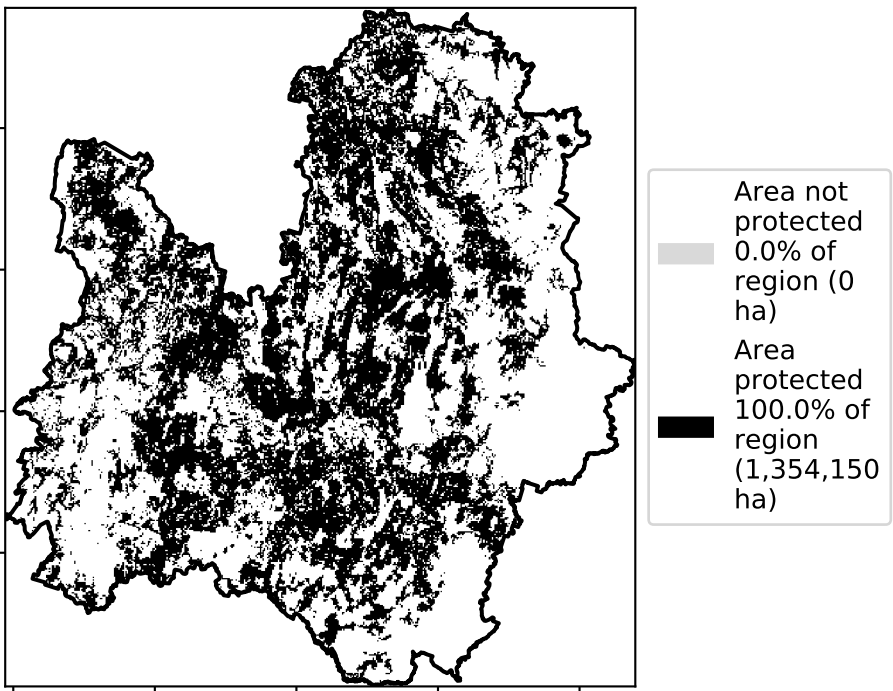 Area not
protected
0.0% of
region (0
ha)
Area
protected
100.0% of
region
(1,354,150
ha)